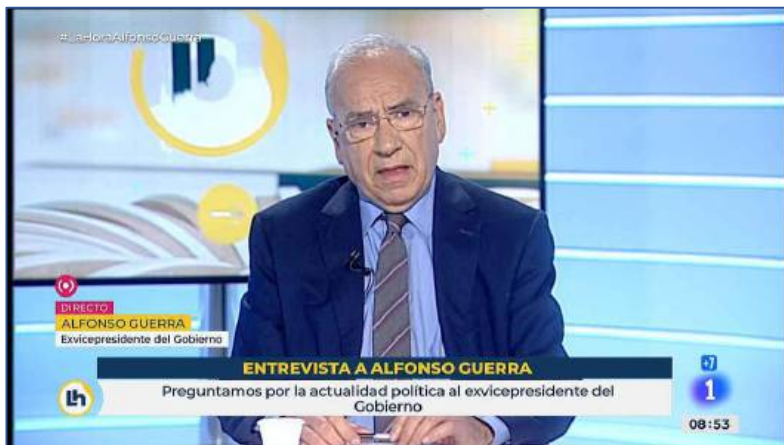 #LaHoraAlfonsoGuerra
DIRECTO
ALFONSO GUERRA
Exvicepresidente del Gobierno
ENTREVISTA A ALFONSO GUERRA
Preguntamos por la actualidad política al exvicepresidente del
Gobierno
lh
+7
1
08:53